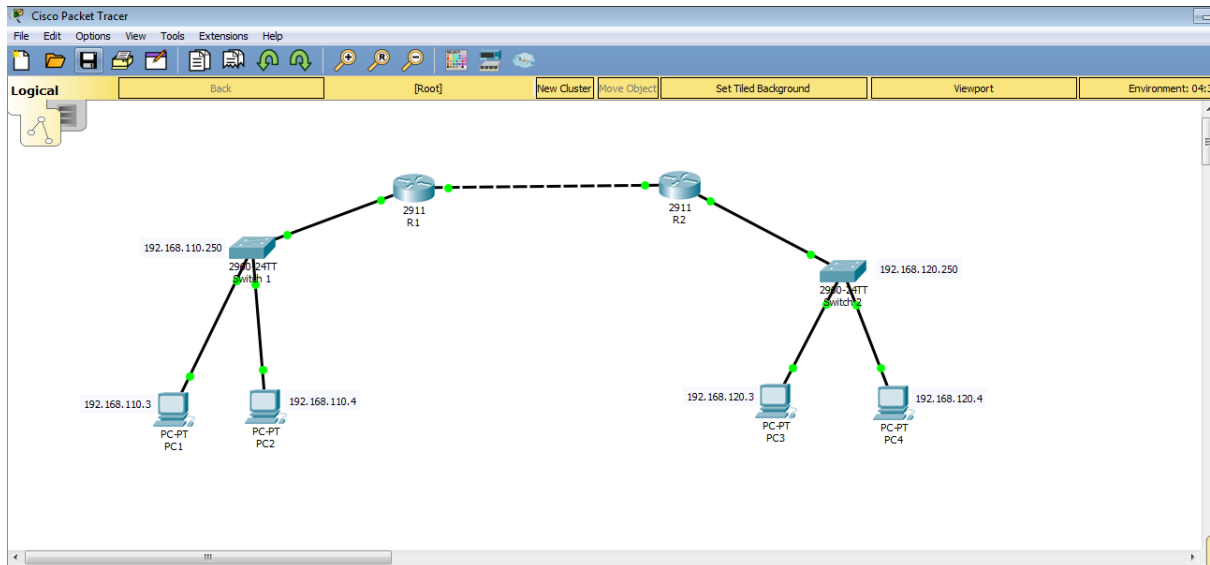 Cisco Packet Tracer
File Edit Options View Tools Extensions Help
Logical Back [Root] New Cluster Move Object Set Tiled Background Viewport Environment: 04:3
2911
R1
2911
R2
192.168.110.250
2960-24TT
Switch 1
192.168.120.250
2960-24TT
Switch 2
192.168.110.3
PC-PT
PC1
192.168.110.4
PC-PT
PC2
192.168.120.3
PC-PT
PC3
192.168.120.4
PC-PT
PC4